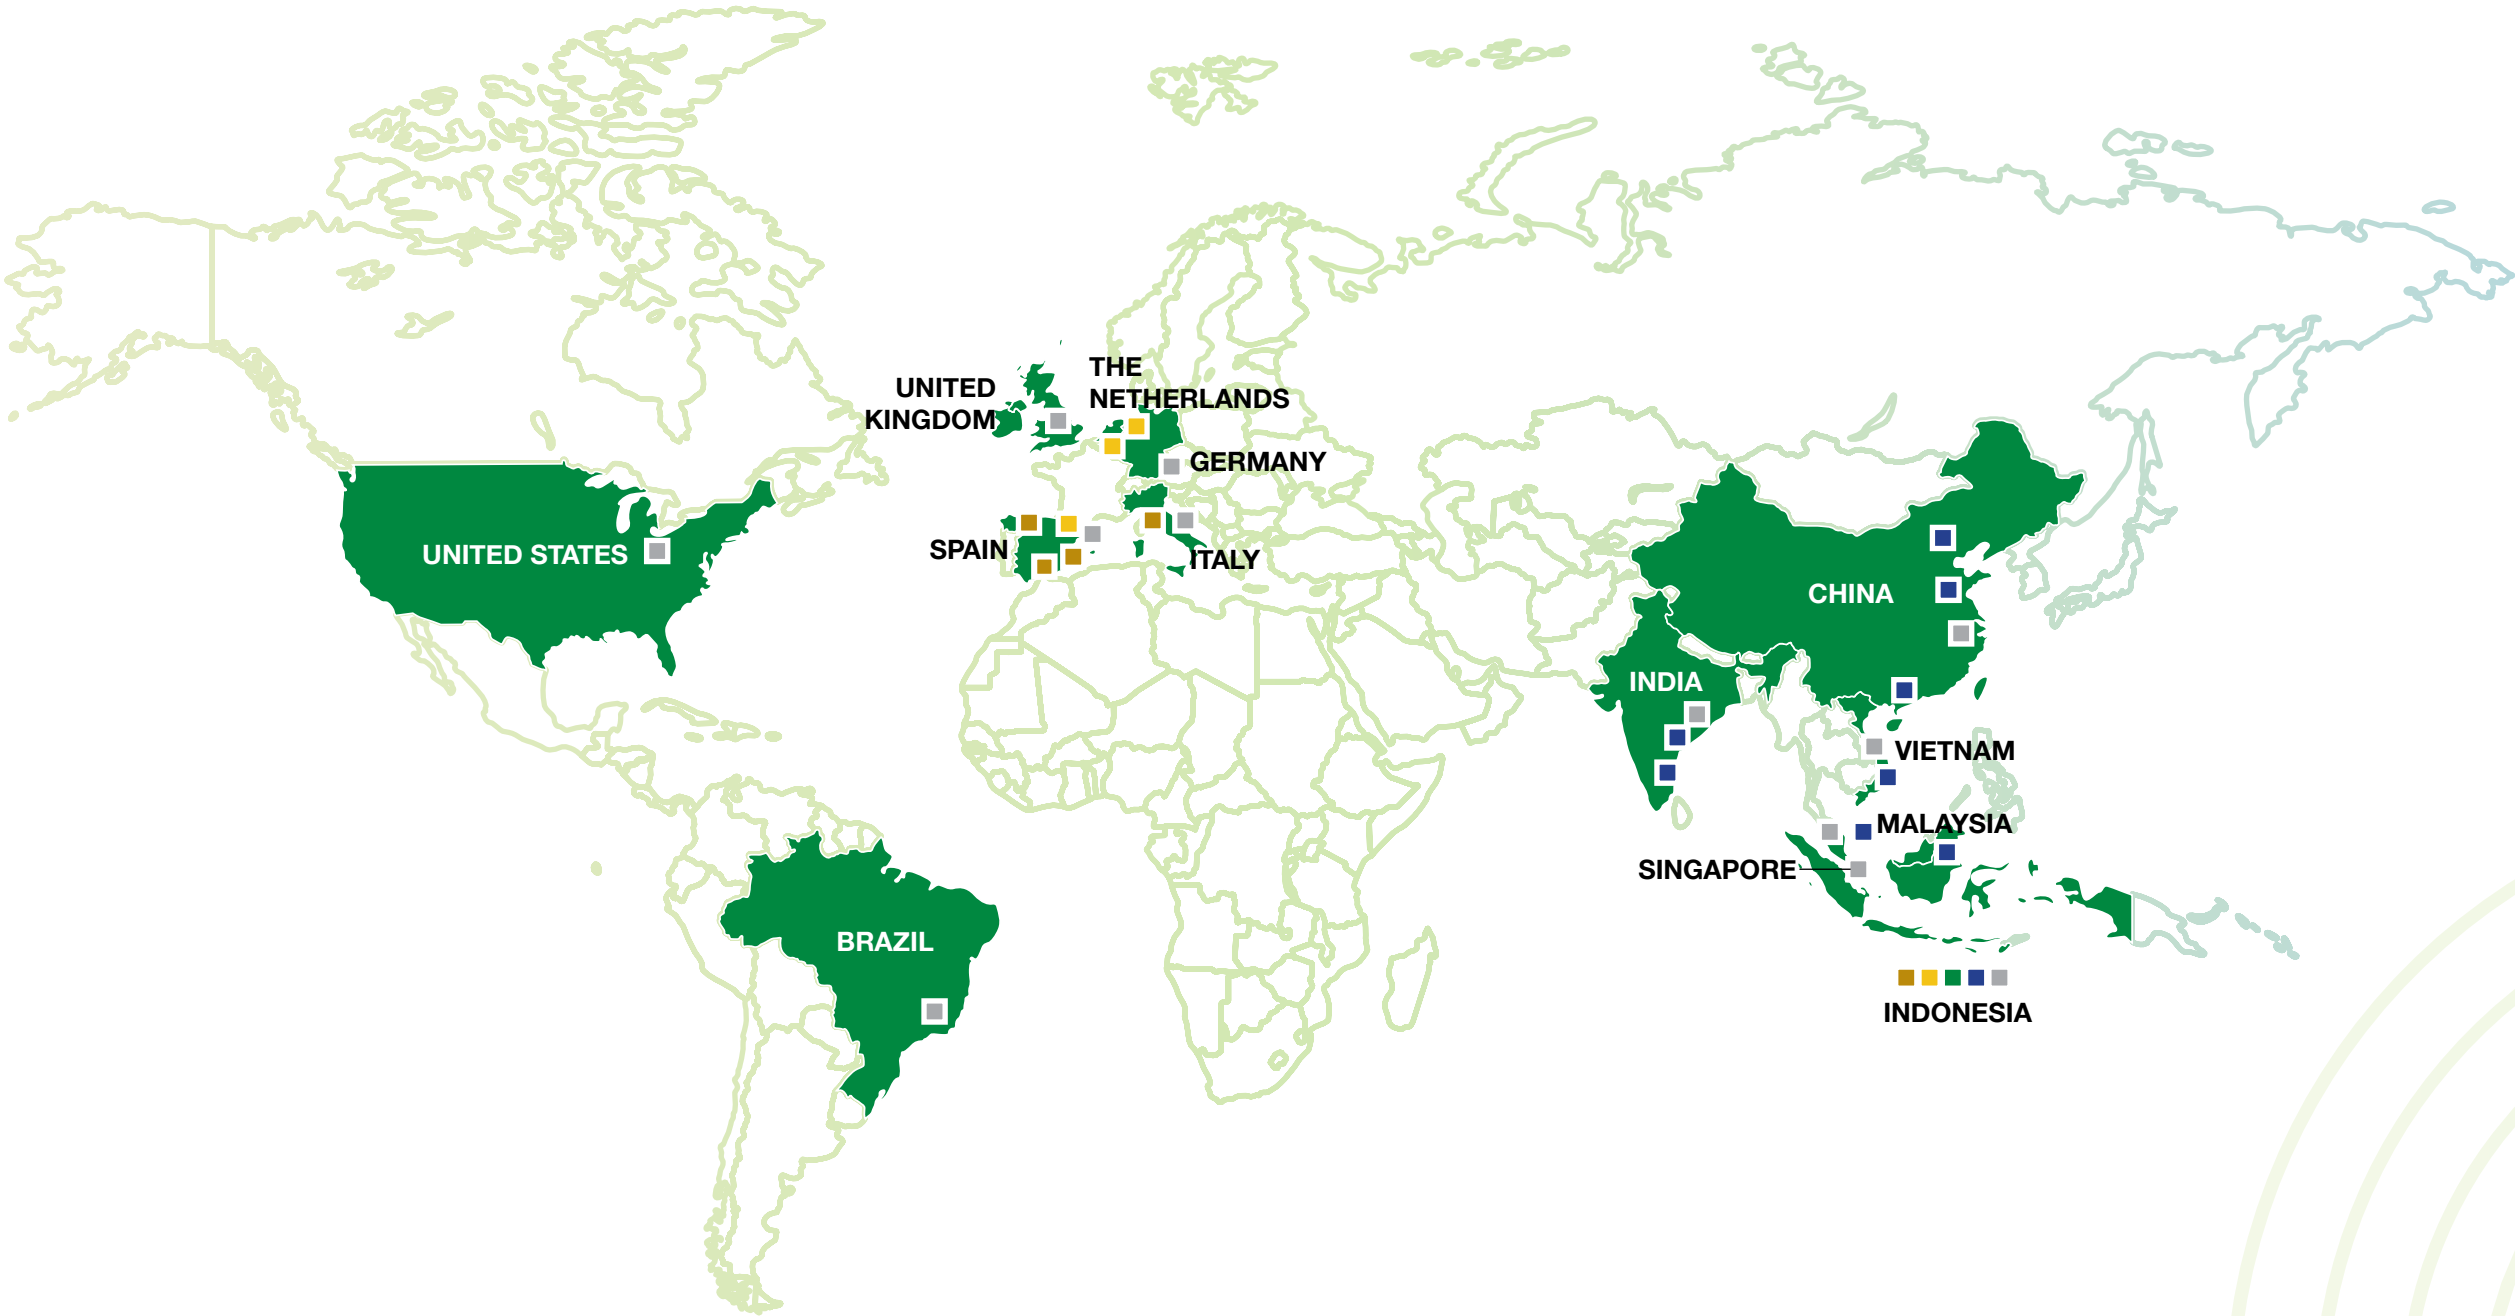 THE
NETHERLANDS
UNITED
KINGDOM
GERMANY
UNITED STATES
SPAIN
ITALY
CHINA
INDIA
VIETNAM
MALAYSIA
SINGAPORE
BRAZIL
INDONESIA